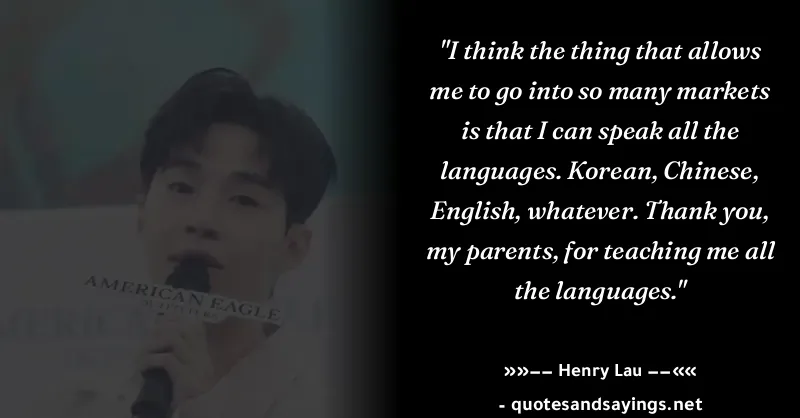 "I think the thing that allows
me to go into so many markets
is that I can speak all the
languages. Korean, Chinese,
English, whatever. Thank you,
my parents, for teaching me all
the languages."
»»−− Henry Lau −−««
- quotesandsayings.net
AMERICAN EAGLE